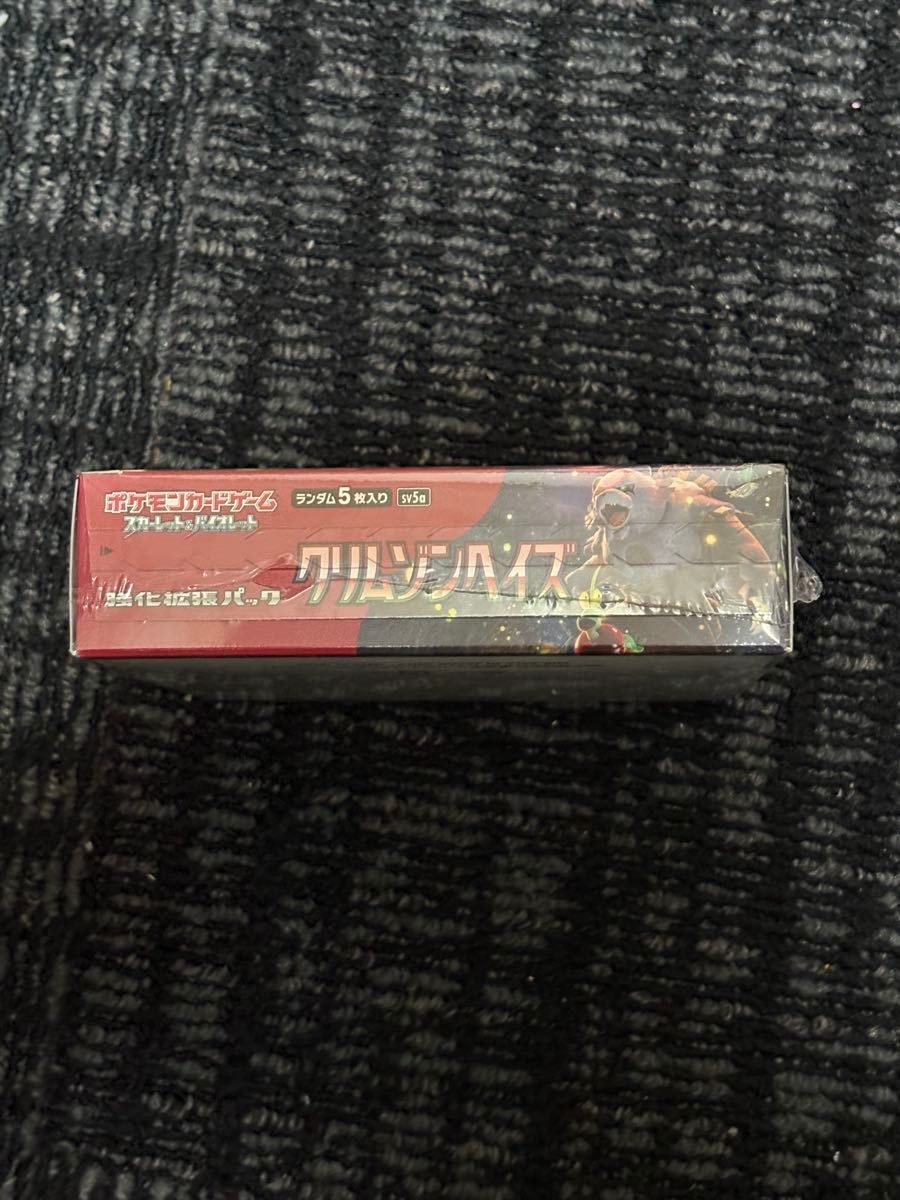 ポケモンカードゲーム
スカーレット&バイオレット
ランダム5枚入り
sv5a
クリムゾンヘイズ
強化拡張パック